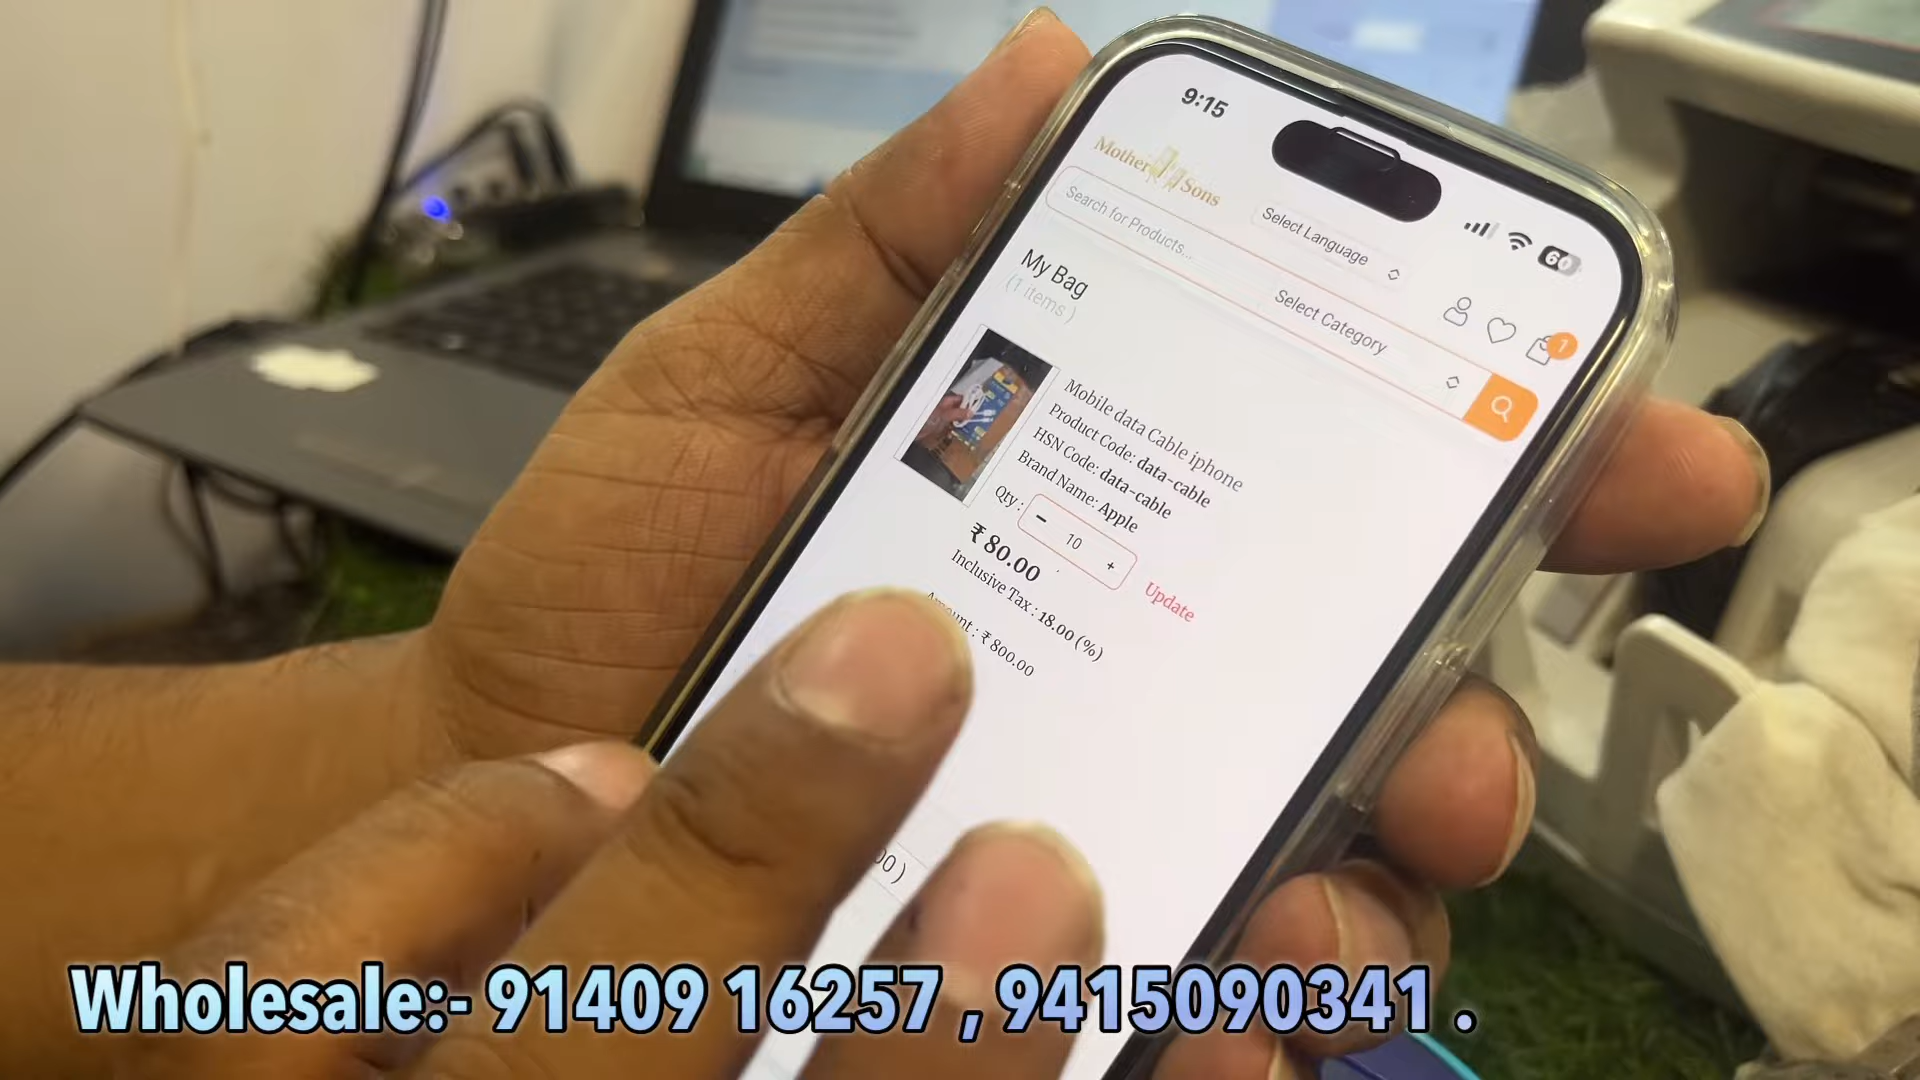 9:15
60
Mother Sons
Select Language
Search for Products...
Select Category
1
My Bag
(1 items )
Mobile data Cable iphone
Product Code: data-cable
HSN Code: data-cable
Brand Name: Apple
Qty : - 10 +
Update
₹ 80.00
Inclusive Tax : 18.00 (%)
Amount : ₹ 800.00
00 )
Wholesale:- 91409 16257 , 9415090341 .